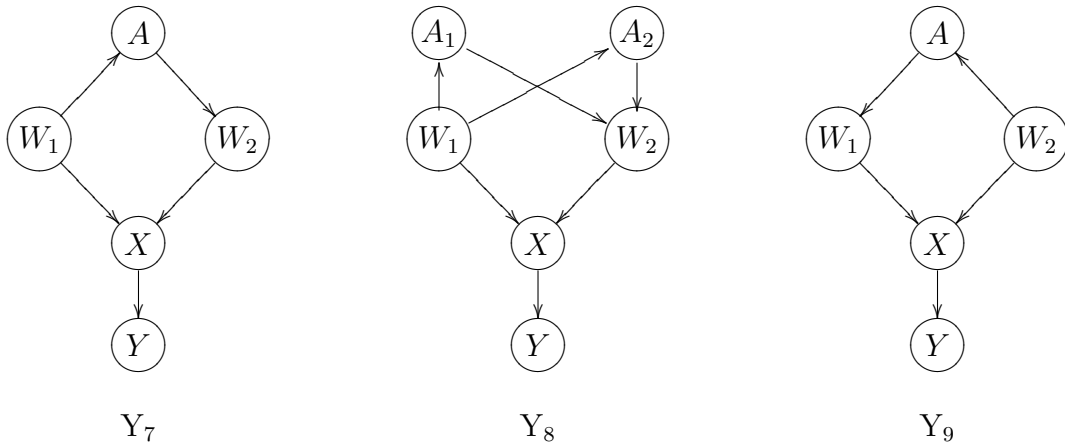 A A₁ A₂ A
W₁ W₂ W₁ W₂ W₁ W₂
X X X
Y Y Y
Y₇ Y₈ Y₉